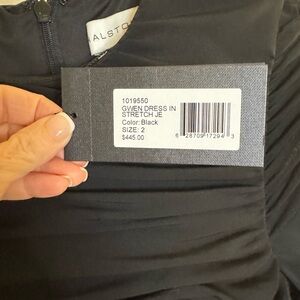 ALSTO
1019550
GWEN DRESS IN
STRETCH JE
Color: Black
SIZE: 2
$445.00
6 28709 17294 3